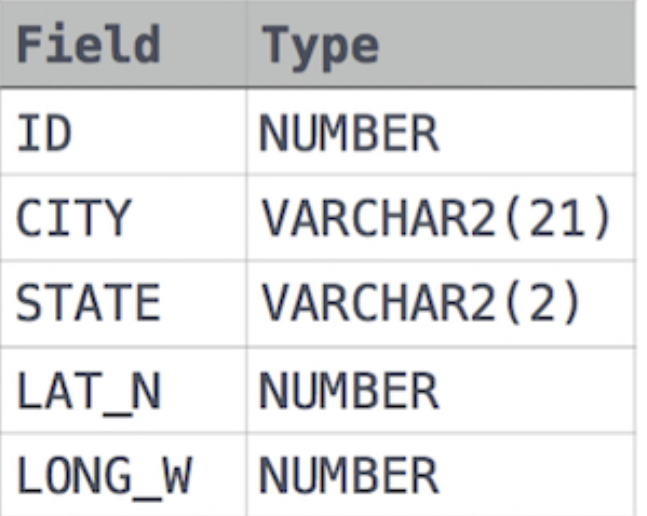 Field Type
ID NUMBER
CITY VARCHAR2(21)
STATE VARCHAR2(2)
LAT_N NUMBER
LONG_W NUMBER